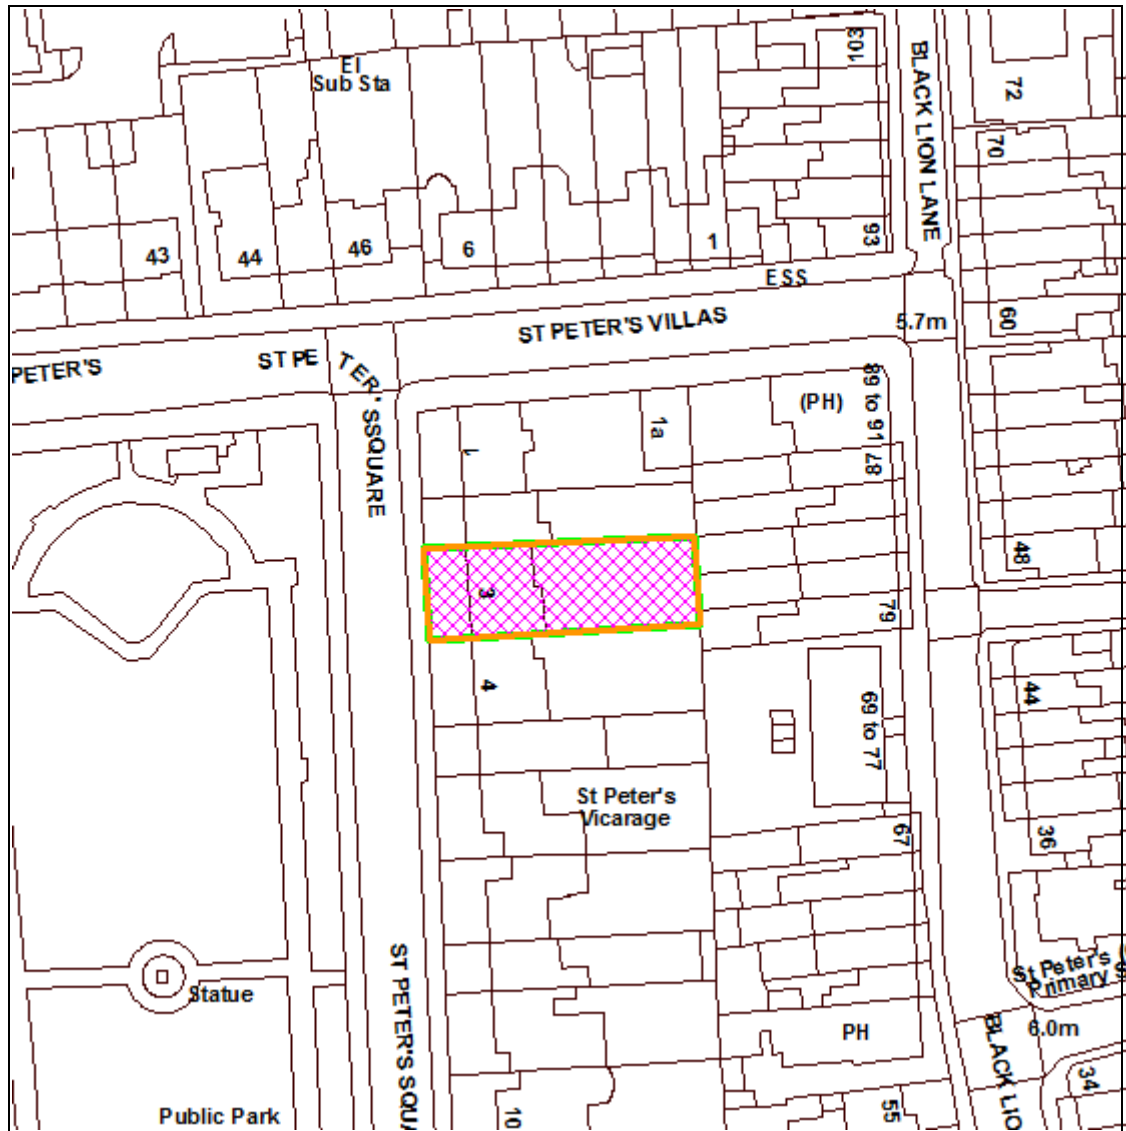 103
BLACK LION LANE
El
Sub Sta
72
70
43
44
46
6
1
93
ESS
ST PETER'S VILLAS
5.7m
60
PETER'S
ST PE
TER' SSQUARE
(PH)
89 to 91
87
1a
1
48
3
79
4
44
69 to 77
St Peter's
Vicarage
67
36
ST PETER'S SQUA
Statue
St Peter's
Primary
PH
6.0m
BLACK LIO
34
Public Park
10
55